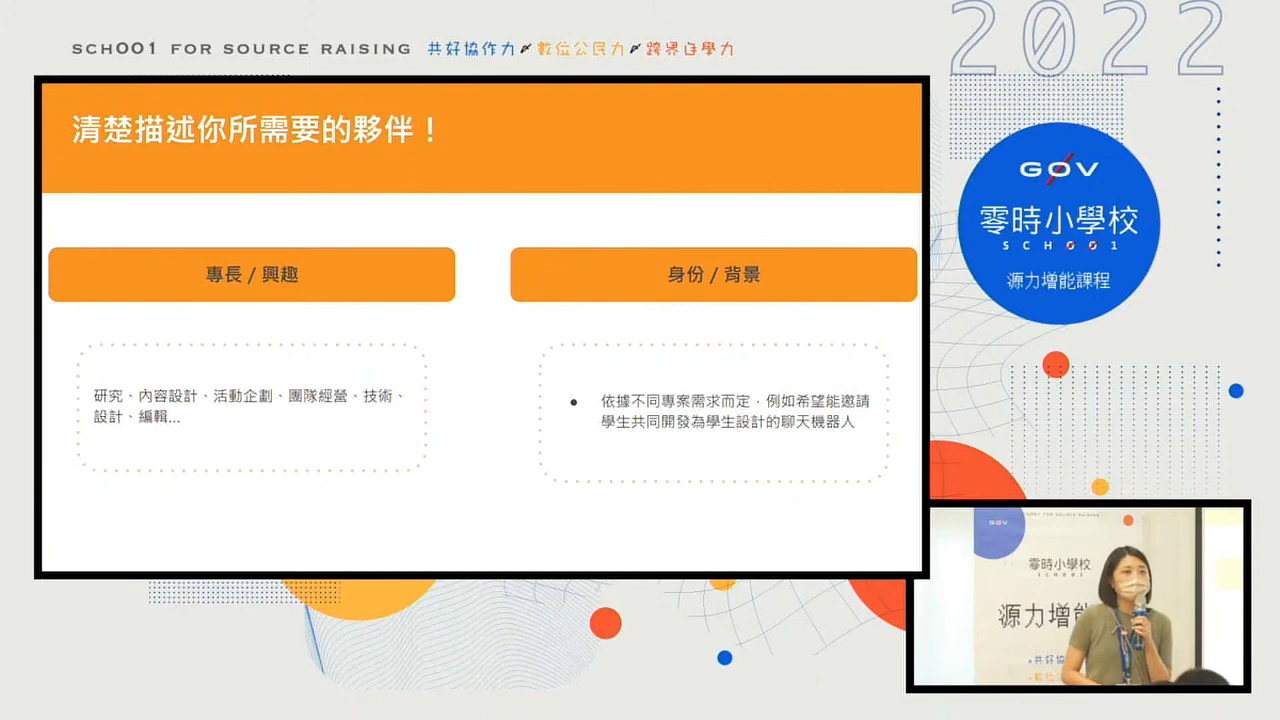 2022
SCHOO1 FOR SOURCE RAISING 共好協作力 數位公民力 跨界自學力
清楚描述你所需要的夥伴！
專長 / 興趣
身份 / 背景
研究、內容設計、活動企劃、團隊經營、技術、
設計、編輯...
依據不同專案需求而定，例如希望能邀請
學生共同開發為學生設計的聊天機器人
G0V
零時小學校
SCH001
源力增能課程
GOV
零時小學校
源力增